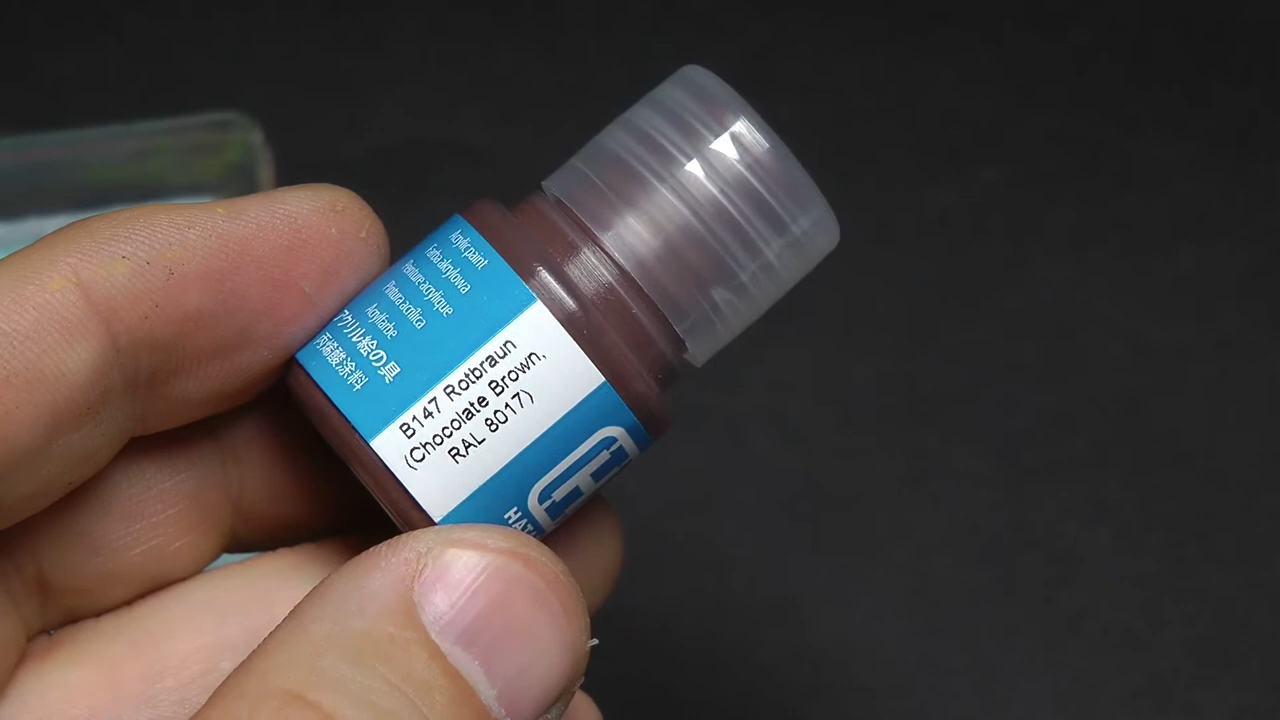 Acrylic paint
Farba akrylowa
Peinture acrylique
Pintura acrílica
Acrylfarbe
アクリル絵の具
丙烯酸涂料
B147 Rotbraun
(Chocolate Brown,
RAL 8017)